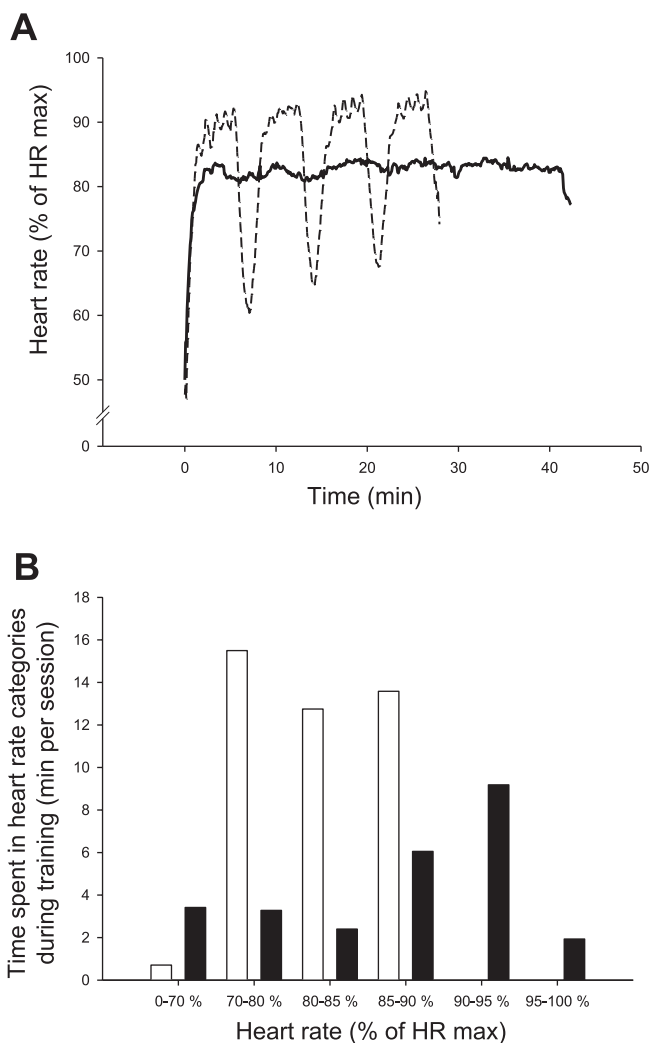 A
100
90
80
70
60
50
0
Heart rate (% of HR max)
0 10 20 30 40 50
Time (min)
B
18
16
14
12
10
8
6
4
2
0
Time spent in heart rate categories
during training (min per session)
0-70 % 70-80 % 80-85 % 85-90 % 90-95 % 95-100 %
Heart rate (% of HR max)